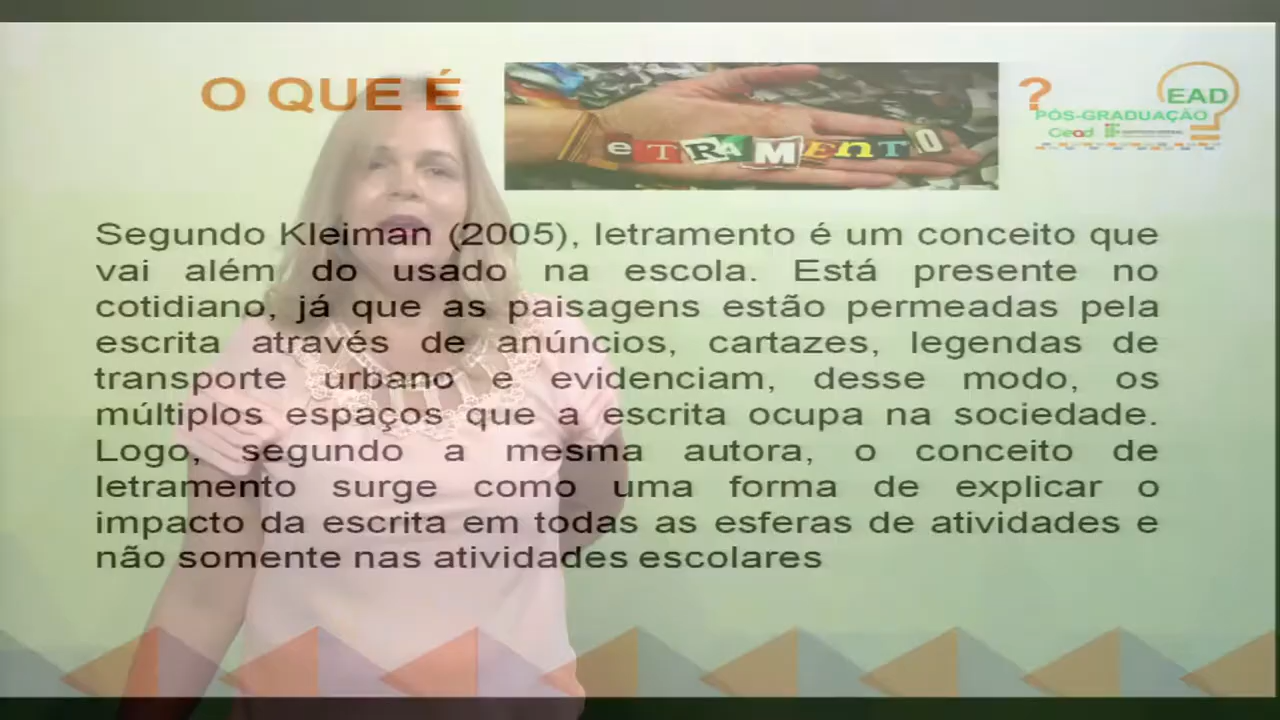 O QUE É
eTRAMENTO
?
EAD
PÓS-GRADUAÇÃO
Cead
Segundo Kleiman (2005), letramento é um conceito que
vai além do usado na escola. Está presente no
cotidiano, já que as paisagens estão permeadas pela
escrita através de anúncios, cartazes, legendas de
transporte urbano e evidenciam, desse modo, os
múltiplos espaços que a escrita ocupa na sociedade.
Logo, segundo a mesma autora, o conceito de
letramento surge como uma forma de explicar o
impacto da escrita em todas as esferas de atividades e
não somente nas atividades escolares